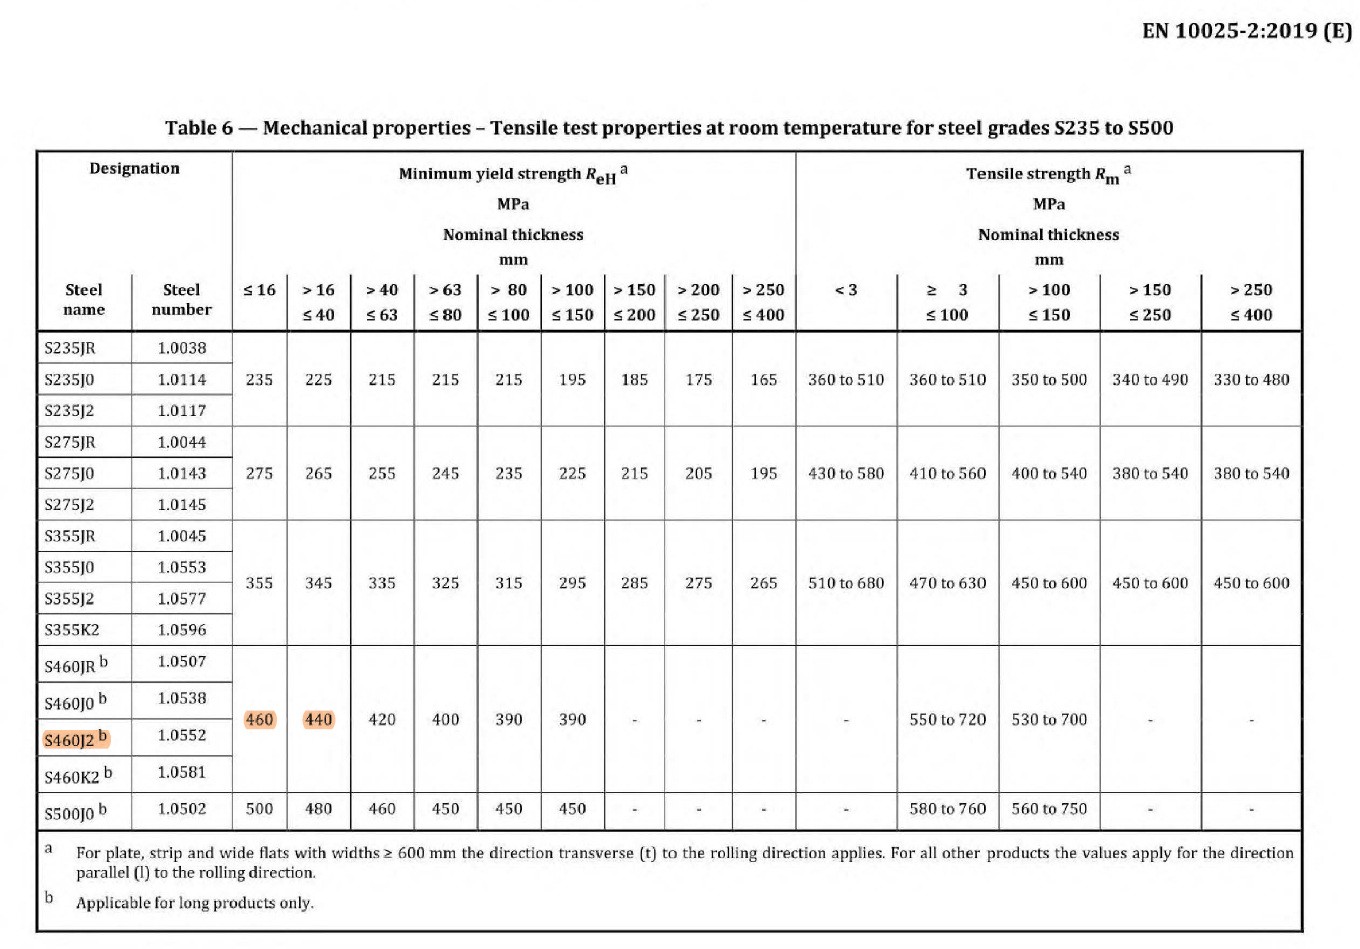 EN 10025-2:2019 (E)
Table 6 — Mechanical properties – Tensile test properties at room temperature for steel grades S235 to S500
Designation Minimum yield strength ReH a Tensile strength Rm a
MPa MPa
Nominal thickness Nominal thickness
mm mm
Steel name Steel number ≤ 16 > 16 ≤ 40 > 40 ≤ 63 > 63 ≤ 80 > 80 ≤ 100 > 100 ≤ 150 > 150 ≤ 200 > 200 ≤ 250 > 250 ≤ 400 < 3 ≥ 3 ≤ 100 > 100 ≤ 150 > 150 ≤ 250 > 250 ≤ 400
S235JR 1.0038
S235J0 1.0114 235 225 215 215 215 195 185 175 165 360 to 510 360 to 510 350 to 500 340 to 490 330 to 480
S235J2 1.0117
S275JR 1.0044
S275J0 1.0143 275 265 255 245 235 225 215 205 195 430 to 580 410 to 560 400 to 540 380 to 540 380 to 540
S275J2 1.0145
S355JR 1.0045
S355J0 1.0553
355 345 335 325 315 295 285 275 265 510 to 680 470 to 630 450 to 600 450 to 600 450 to 600
S355J2 1.0577
S355K2 1.0596
S460JR b 1.0507
S460J0 b 1.0538
460 440 420 400 390 390 - - - - 550 to 720 530 to 700 - -
S460J2 b 1.0552
S460K2 b 1.0581
S500J0 b 1.0502 500 480 460 450 450 450 - - - - 580 to 760 560 to 750 - -
a For plate, strip and wide flats with widths ≥ 600 mm the direction transverse (t) to the rolling direction applies. For all other products the values apply for the direction
parallel (l) to the rolling direction.
b Applicable for long products only.